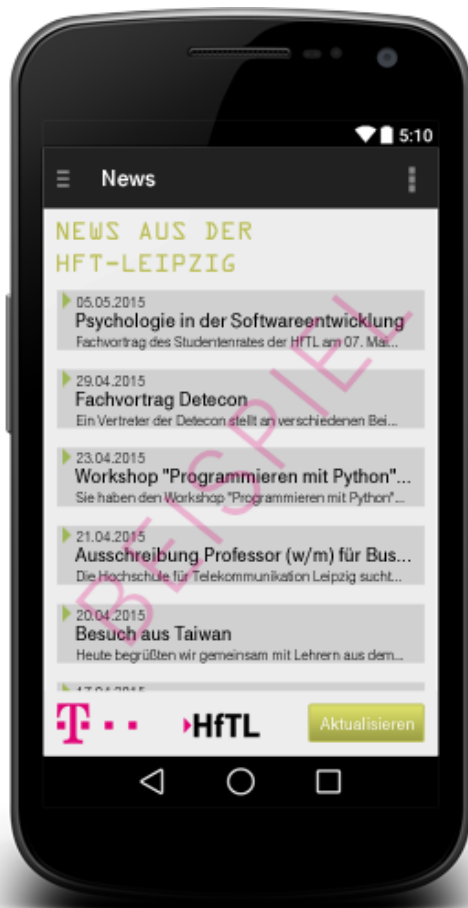 5:10
News
NEWS AUS DER
HFT-LEIPZIG
05.05.2015
Psychologie in der Softwareentwicklung
Fachvortrag des Studentenrates der HfTL am 07. Mai...
29.04.2015
Fachvortrag Detecon
Ein Vertreter der Detecon stellt an verschiedenen Bei...
23.04.2015
Workshop "Programmieren mit Python"...
Sie haben den Workshop "Programmieren mit Python"...
21.04.2015
Ausschreibung Professor (w/m) für Bus...
Die Hochschule für Telekommunikation Leipzig sucht...
20.04.2015
Besuch aus Taiwan
Heute begrüßten wir gemeinsam mit Lehrern aus dem...
17.04.2015
BEISPIEL
T
HfTL
Aktualisieren